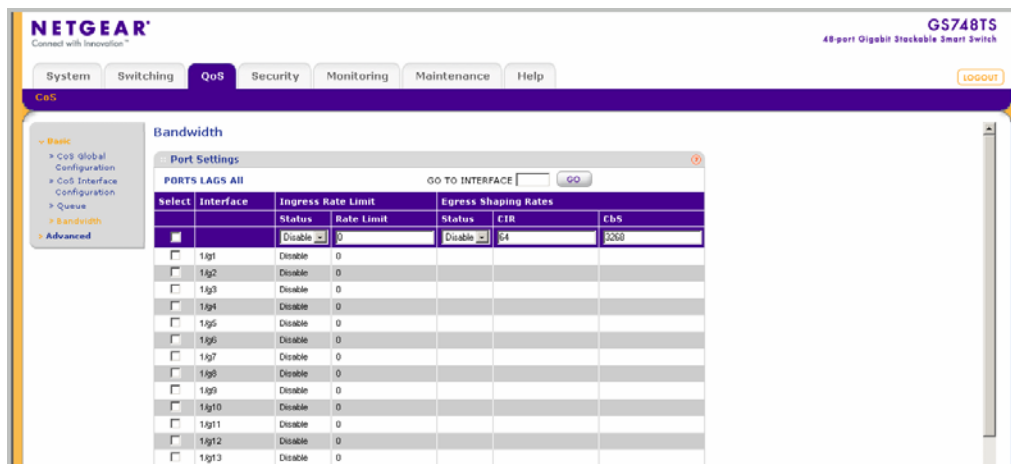 NETGEAR
Connect with Innovation™
GS748TS
48-port Gigabit Stackable Smart Switch
System Switching QoS Security Monitoring Maintenance Help
LOGOUT
CoS
Basic
» CoS Global
Configuration
» CoS Interface
Configuration
» Queue
» Bandwidth
Advanced
Bandwidth
Port Settings
PORTS LAGS All GO TO INTERFACE GO
Select Interface Ingress Rate Limit Egress Shaping Rates
Status Rate Limit Status CIR CbS
Disable 0 Disable 64 3260
1/g1 Disable 0
1/g2 Disable 0
1/g3 Disable 0
1/g4 Disable 0
1/g5 Disable 0
1/g6 Disable 0
1/g7 Disable 0
1/g8 Disable 0
1/g9 Disable 0
1/g10 Disable 0
1/g11 Disable 0
1/g12 Disable 0
1/g13 Disable 0